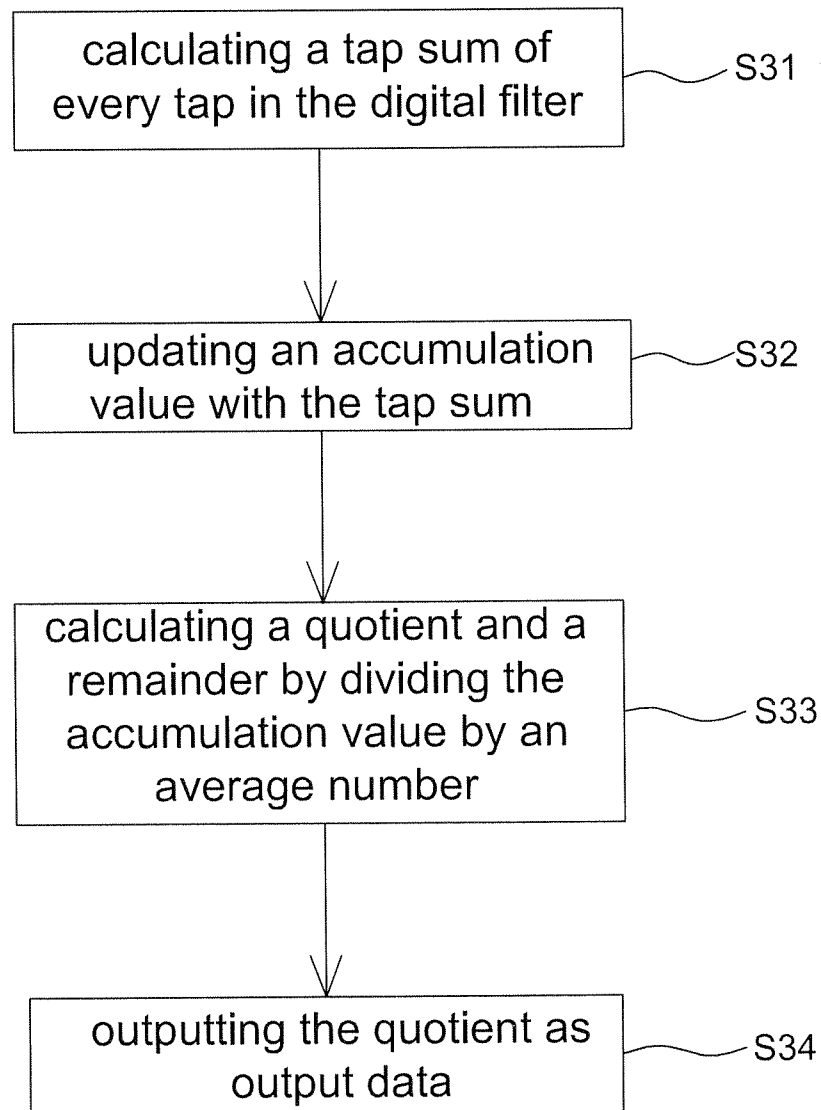 calculating a tap sum of
every tap in the digital filter
S31
updating an accumulation
value with the tap sum
S32
calculating a quotient and a
remainder by dividing the
accumulation value by an
average number
S33
outputting the quotient as
output data
S34